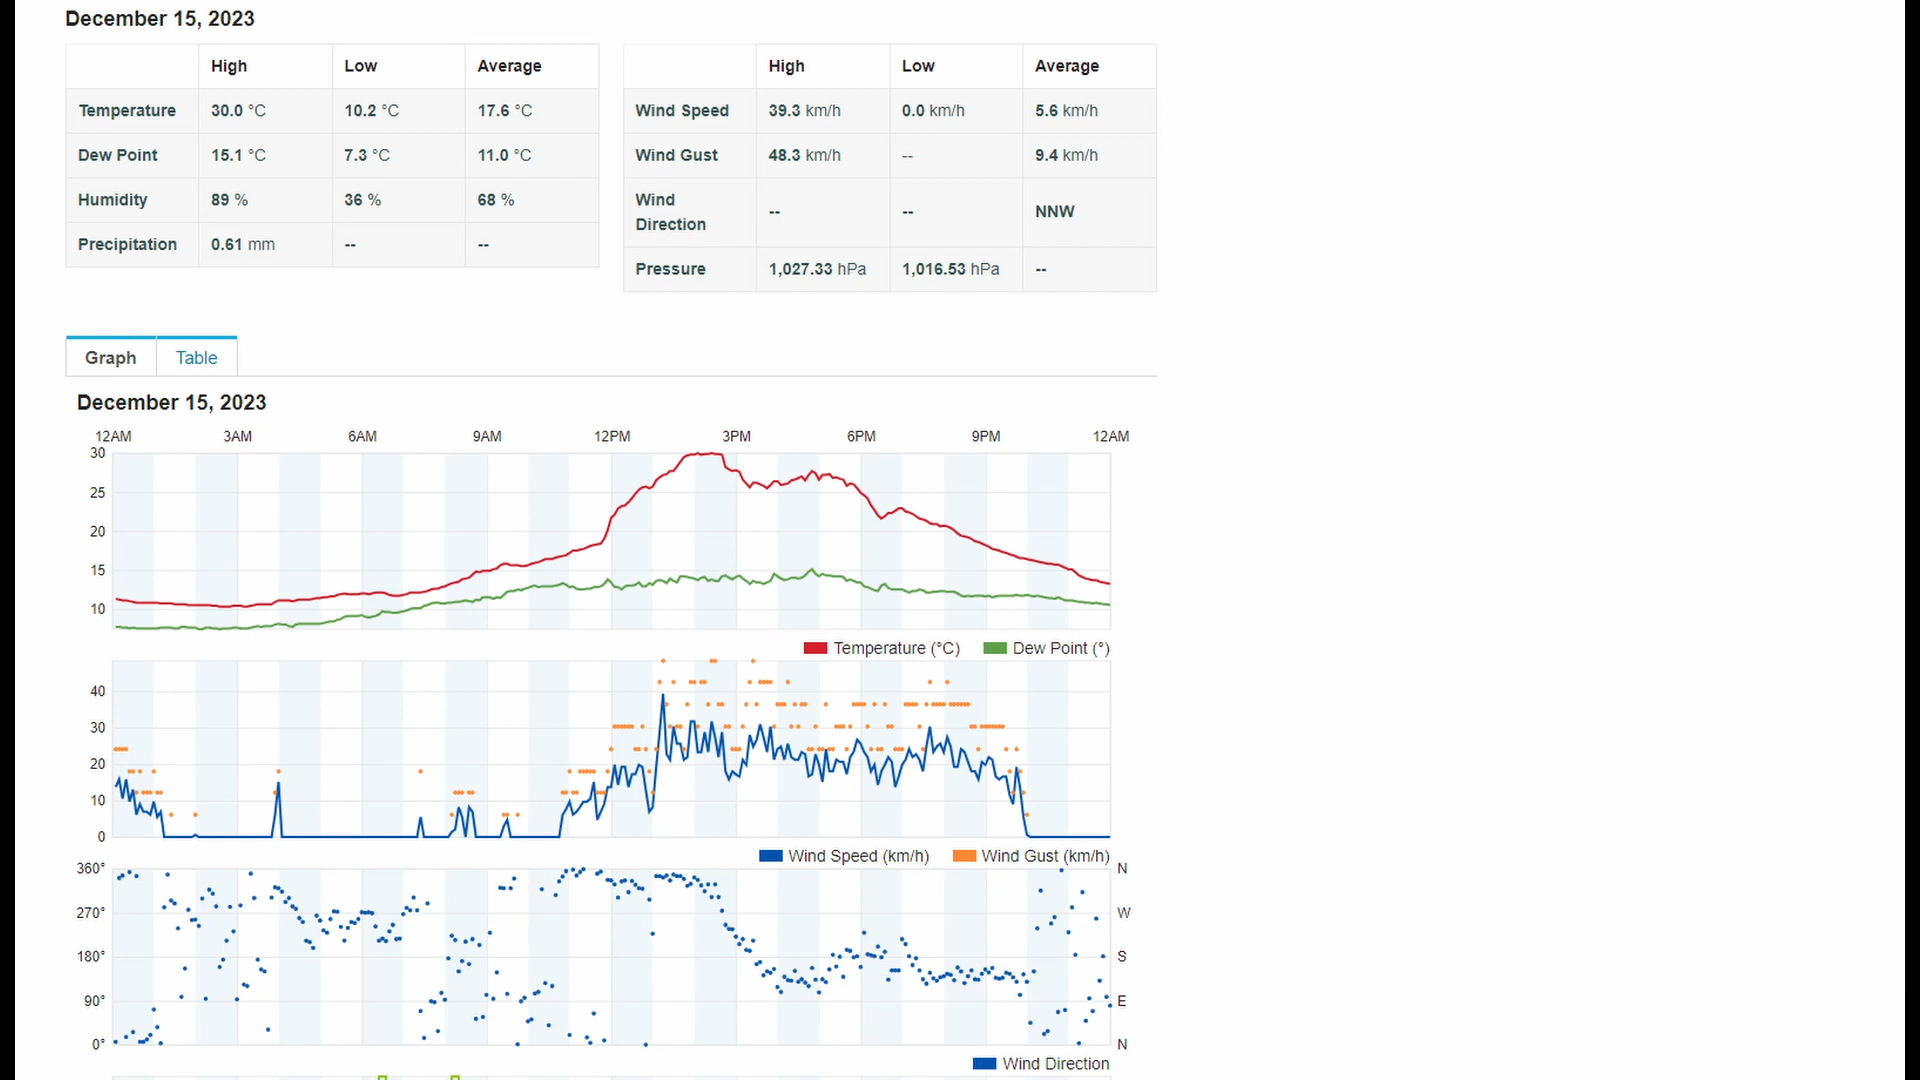 December 15, 2023
High Low Average
Temperature 30.0 °C 10.2 °C 17.6 °C
Dew Point 15.1 °C 7.3 °C 11.0 °C
Humidity 89 % 36 % 68 %
Precipitation 0.61 mm -- --
High Low Average
Wind Speed 39.3 km/h 0.0 km/h 5.6 km/h
Wind Gust 48.3 km/h -- 9.4 km/h
Wind
Direction -- -- NNW
Pressure 1,027.33 hPa 1,016.53 hPa --
Graph Table
December 15, 2023
12AM 3AM 6AM 9AM 12PM 3PM 6PM 9PM 12AM
30
25
20
15
10
Temperature (°C) Dew Point (°)
40
30
20
10
0
Wind Speed (km/h) Wind Gust (km/h)
360° N
270° W
180° S
90° E
0° N
Wind Direction